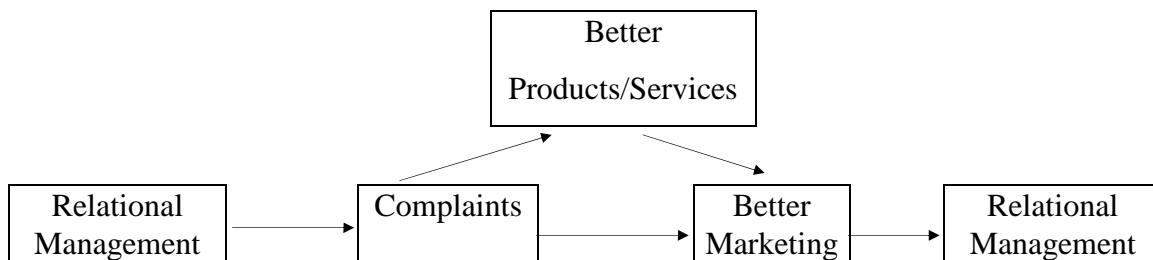 Better
Products/Services
Relational
Management
Complaints
Better
Marketing
Relational
Management